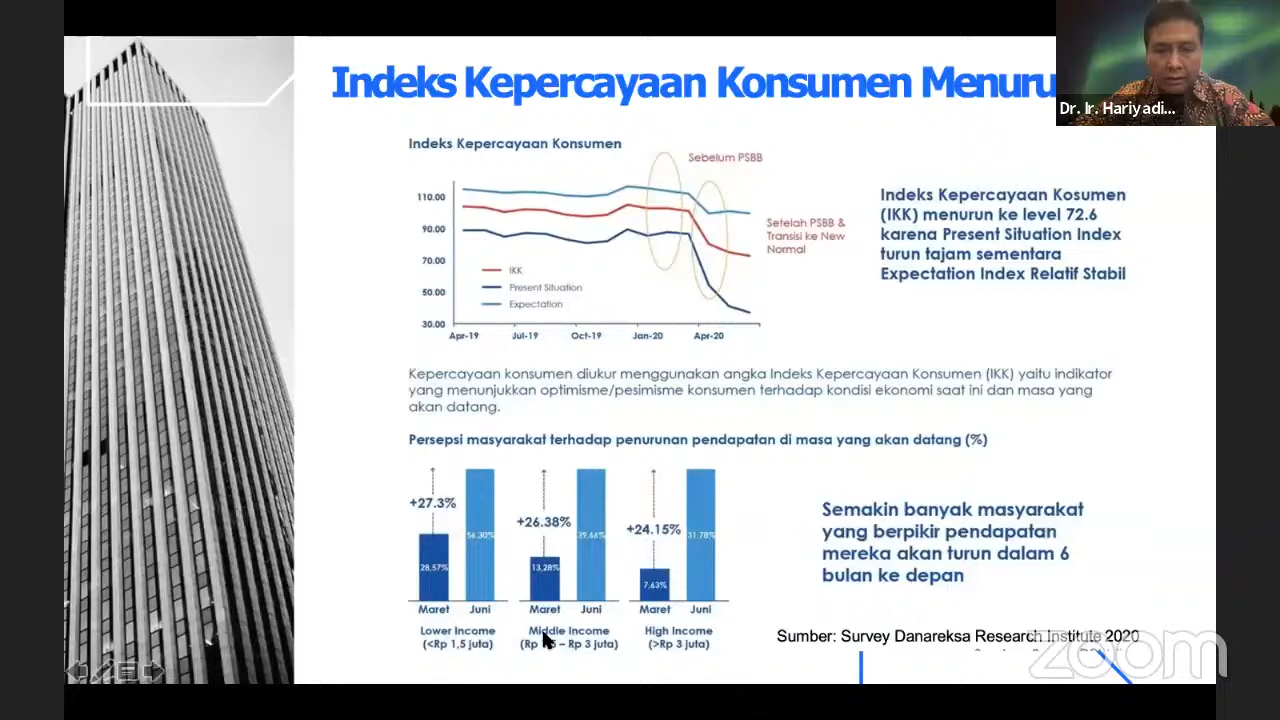 Indeks Kepercayaan Konsumen Menuru
Dr. Ir. Hariyadi...
Indeks Kepercayaan Konsumen
Sebelum PSBB
110.00
90.00
70.00
50.00
30.00
Setelah PSBB &
Transisi ke New
Normal
IKK
Present Situation
Expectation
Apr-19 Jul-19 Oct-19 Jan-20 Apr-20
Indeks Kepercayaan Kosumen
(IKK) menurun ke level 72.6
karena Present Situation Index
turun tajam sementara
Expectation Index Relatif Stabil
Kepercayaan konsumen diukur menggunakan angka Indeks Kepercayaan Konsumen (IKK) yaitu indikator
yang menunjukkan optimisme/pesimisme konsumen terhadap kondisi ekonomi saat ini dan masa yang
akan datang.
Persepsi masyarakat terhadap penurunan pendapatan di masa yang akan datang (%)
+27.3%
28,57%
56.30%
Maret Juni
Lower Income
(<Rp 1,5 juta)
+26.38%
13,28%
39.66%
Maret Juni
Middle Income
(Rp – Rp 3 juta)
+24.15%
7,63%
31.78%
Maret Juni
High Income
(>Rp 3 juta)
Semakin banyak masyarakat
yang berpikir pendapatan
mereka akan turun dalam 6
bulan ke depan
Sumber: Survey Danareksa Research Institute 2020
zoom